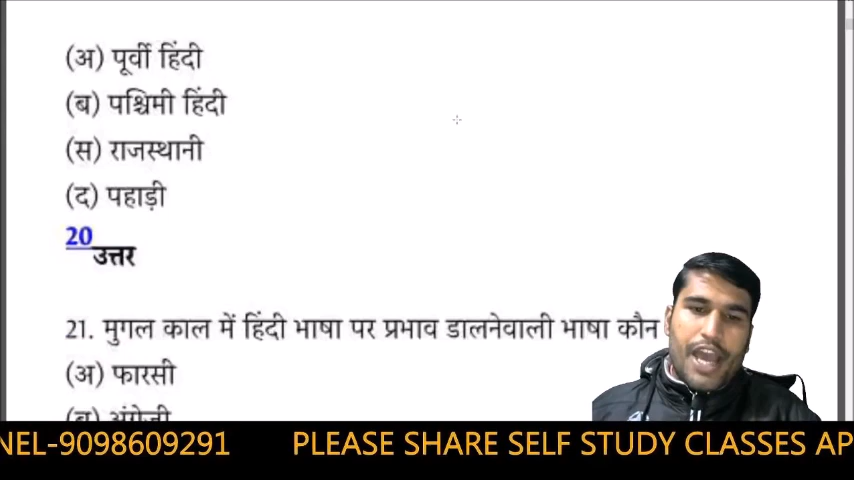 (अ) पूर्वी हिंदी
(ब) पश्चिमी हिंदी
(स) राजस्थानी
(द) पहाड़ी
20
उत्तर
21. मुगल काल में हिंदी भाषा पर प्रभाव डालनेवाली भाषा कौन
(अ) फारसी
(ब) अंग्रेजी
NEL-9098609291 PLEASE SHARE SELF STUDY CLASSES AP